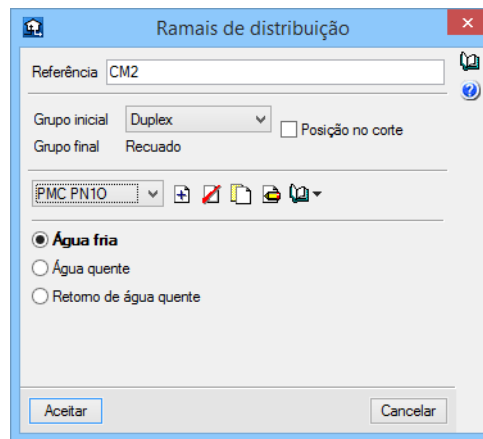 Ramais de distribuição
Referência CM2
Grupo inicial Duplex
Posição no corte
Grupo final Recuado
PMC PN10
Água fria
Água quente
Retorno de água quente
Aceitar Cancelar